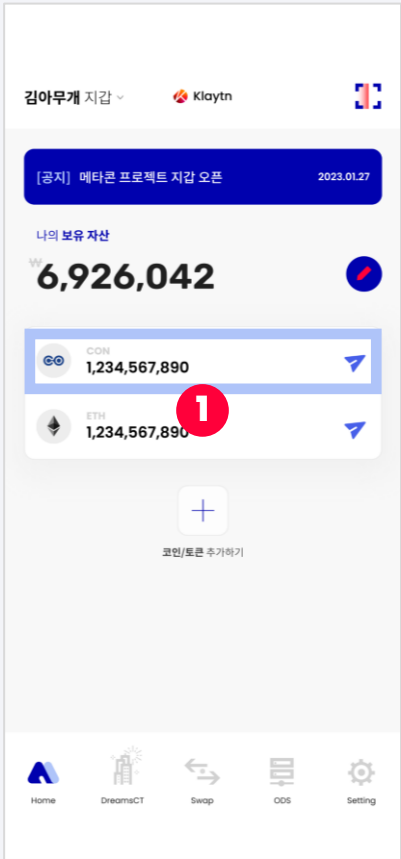 김아무개 지갑
Klaytn
[공지] 메타콘 프로젝트 지갑 오픈 2023.01.27
나의 보유 자산
₩6,926,042
CO
CON
1,234,567,890
ETH
1,234,567,890
1
코인/토큰 추가하기
Home DreamsCT Swap ODS Setting